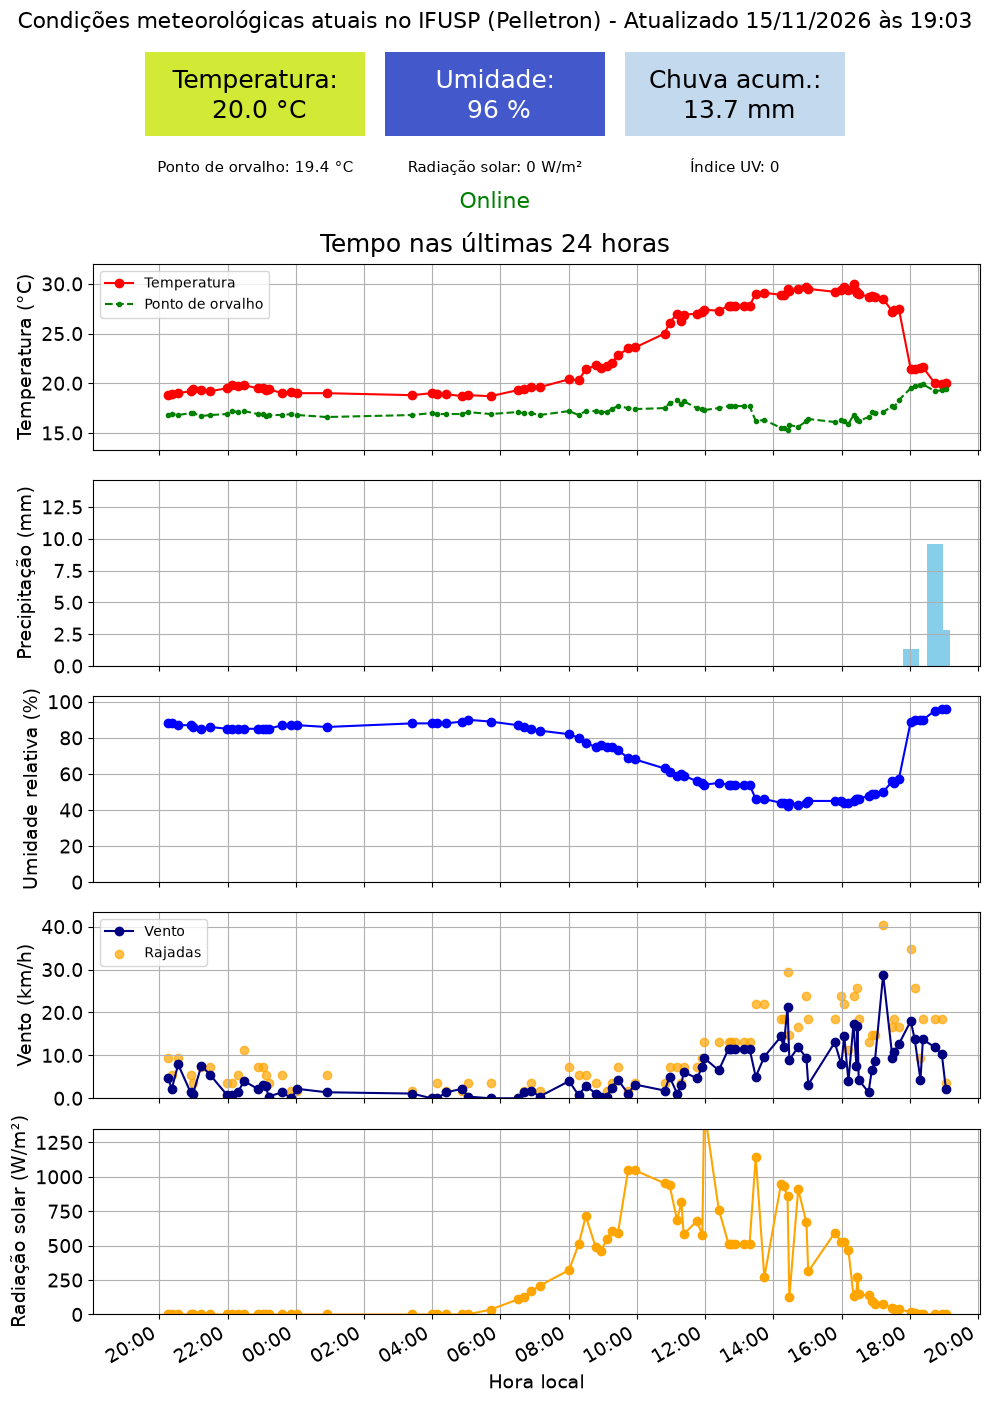 Condições meteorológicas atuais no IFUSP (Pelletron) - Atualizado 15/11/2026 às 19:03
Temperatura:
20.0 °C
Umidade:
96 %
Chuva acum.:
13.7 mm
Ponto de orvalho: 19.4 °C
Radiação solar: 0 W/m²
Índice UV: 0
Online
Tempo nas últimas 24 horas
Temperatura (°C)
30.0
25.0
20.0
15.0
Temperatura
Ponto de orvalho
Precipitação (mm)
12.5
10.0
7.5
5.0
2.5
0.0
Umidade relativa (%)
100
80
60
40
20
0
Vento (km/h)
40.0
30.0
20.0
10.0
0.0
Vento
Rajadas
Radiação solar (W/m²)
1250
1000
750
500
250
0
20:00
22:00
00:00
02:00
04:00
06:00
08:00
10:00
12:00
14:00
16:00
18:00
20:00
Hora local